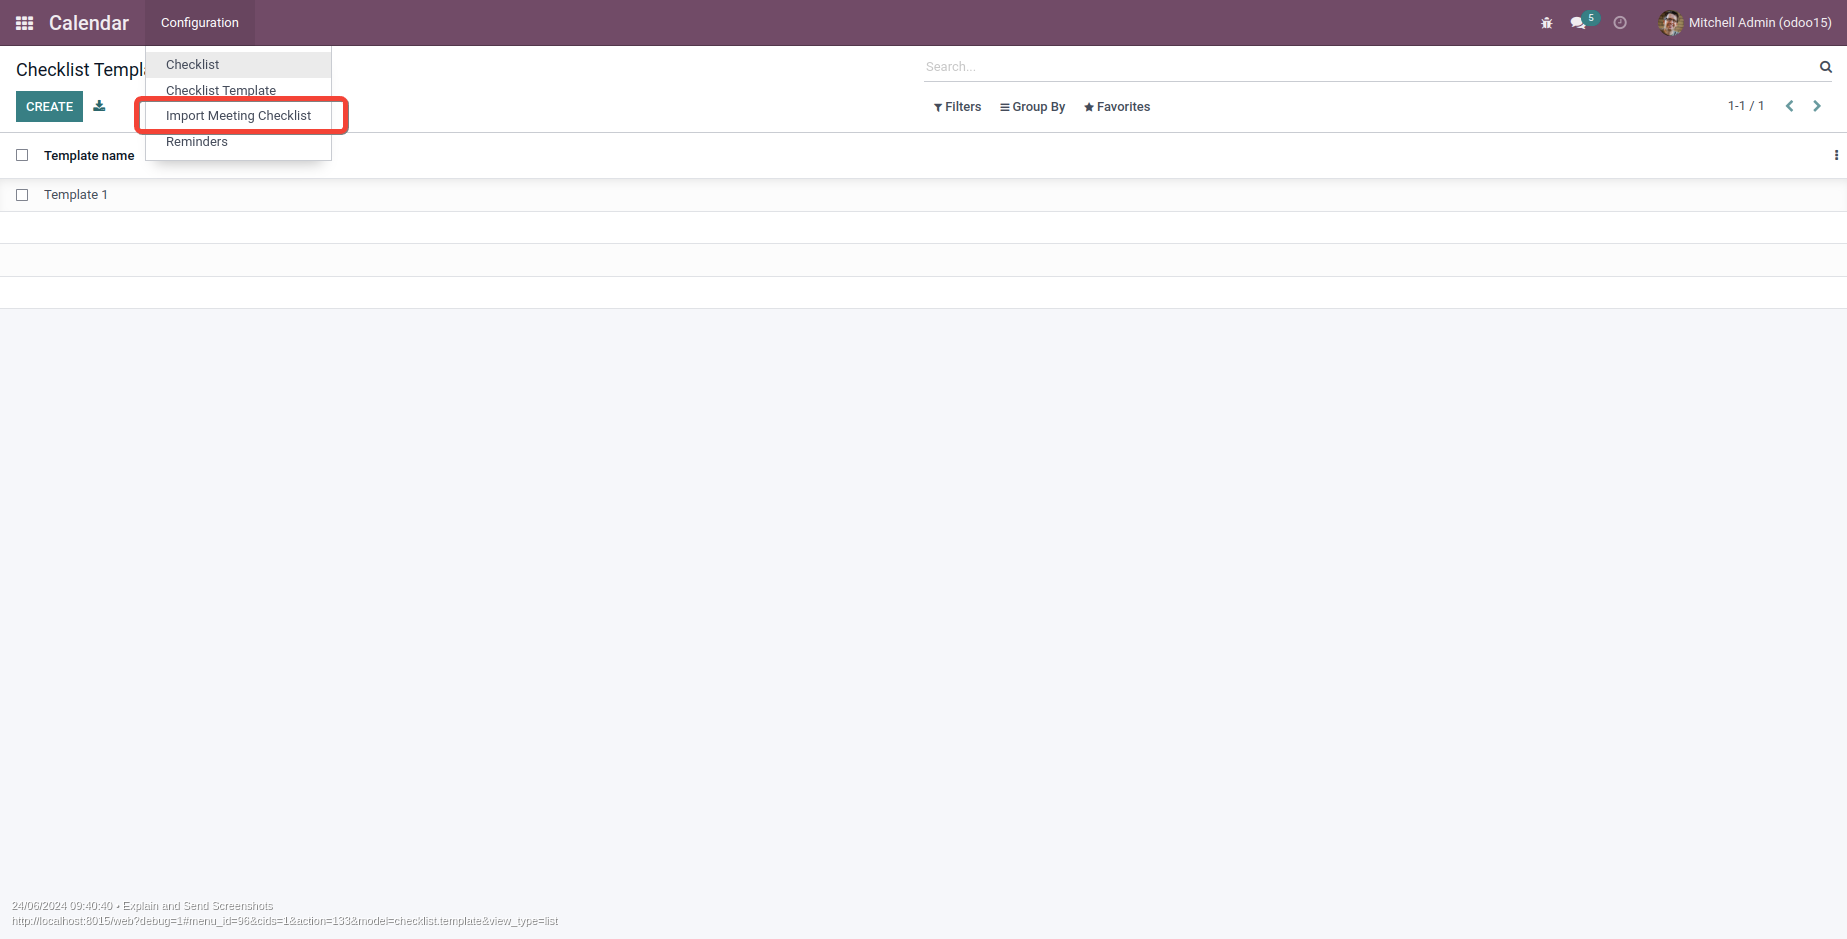 Calendar
Configuration
5
Mitchell Admin (odoo15)
Checklist Templa
Checklist
Checklist Template
Import Meeting Checklist
Reminders
Search...
CREATE
Filters
Group By
Favorites
1-1 / 1
Template name
Template 1
24/06/2024 09:40:40 • Explain and Send Screenshots
http://localhost:8015/web?debug=1#menu_id=96&cids=1&action=133&model=checklist.template&view_type=list